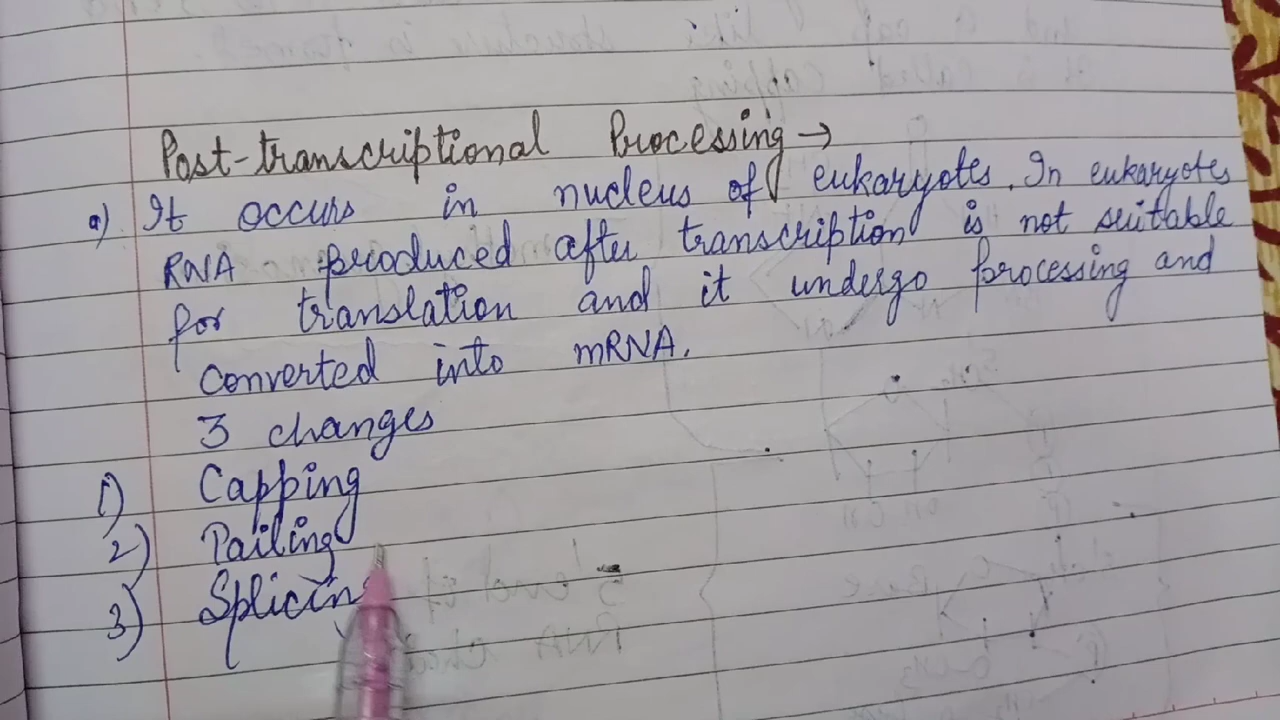 Post-transcriptional Processing →
a) It occurs in nucleus of eukaryotes. In eukaryotes
RNA produced after transcription is not suitable
for translation and it undergo processing and
converted into mRNA.
3 changes
1) Capping
2) Pailing
3) Splicin